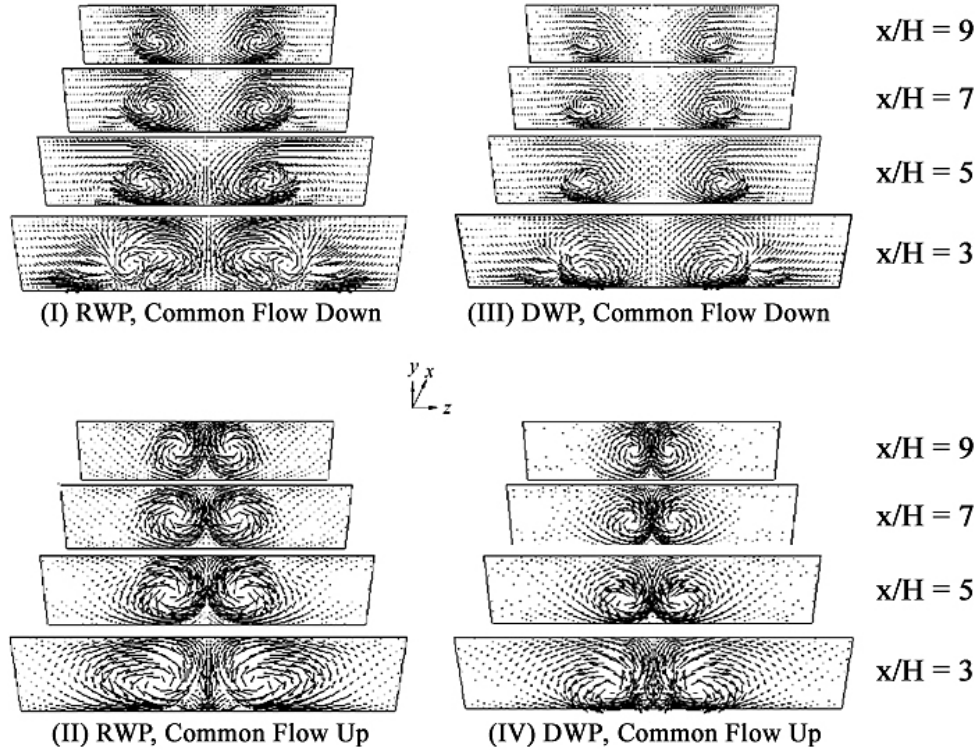 x/H = 9
x/H = 7
x/H = 5
x/H = 3
(I) RWP, Common Flow Down
(III) DWP, Common Flow Down
y
x
z
x/H = 9
x/H = 7
x/H = 5
x/H = 3
(II) RWP, Common Flow Up
(IV) DWP, Common Flow Up